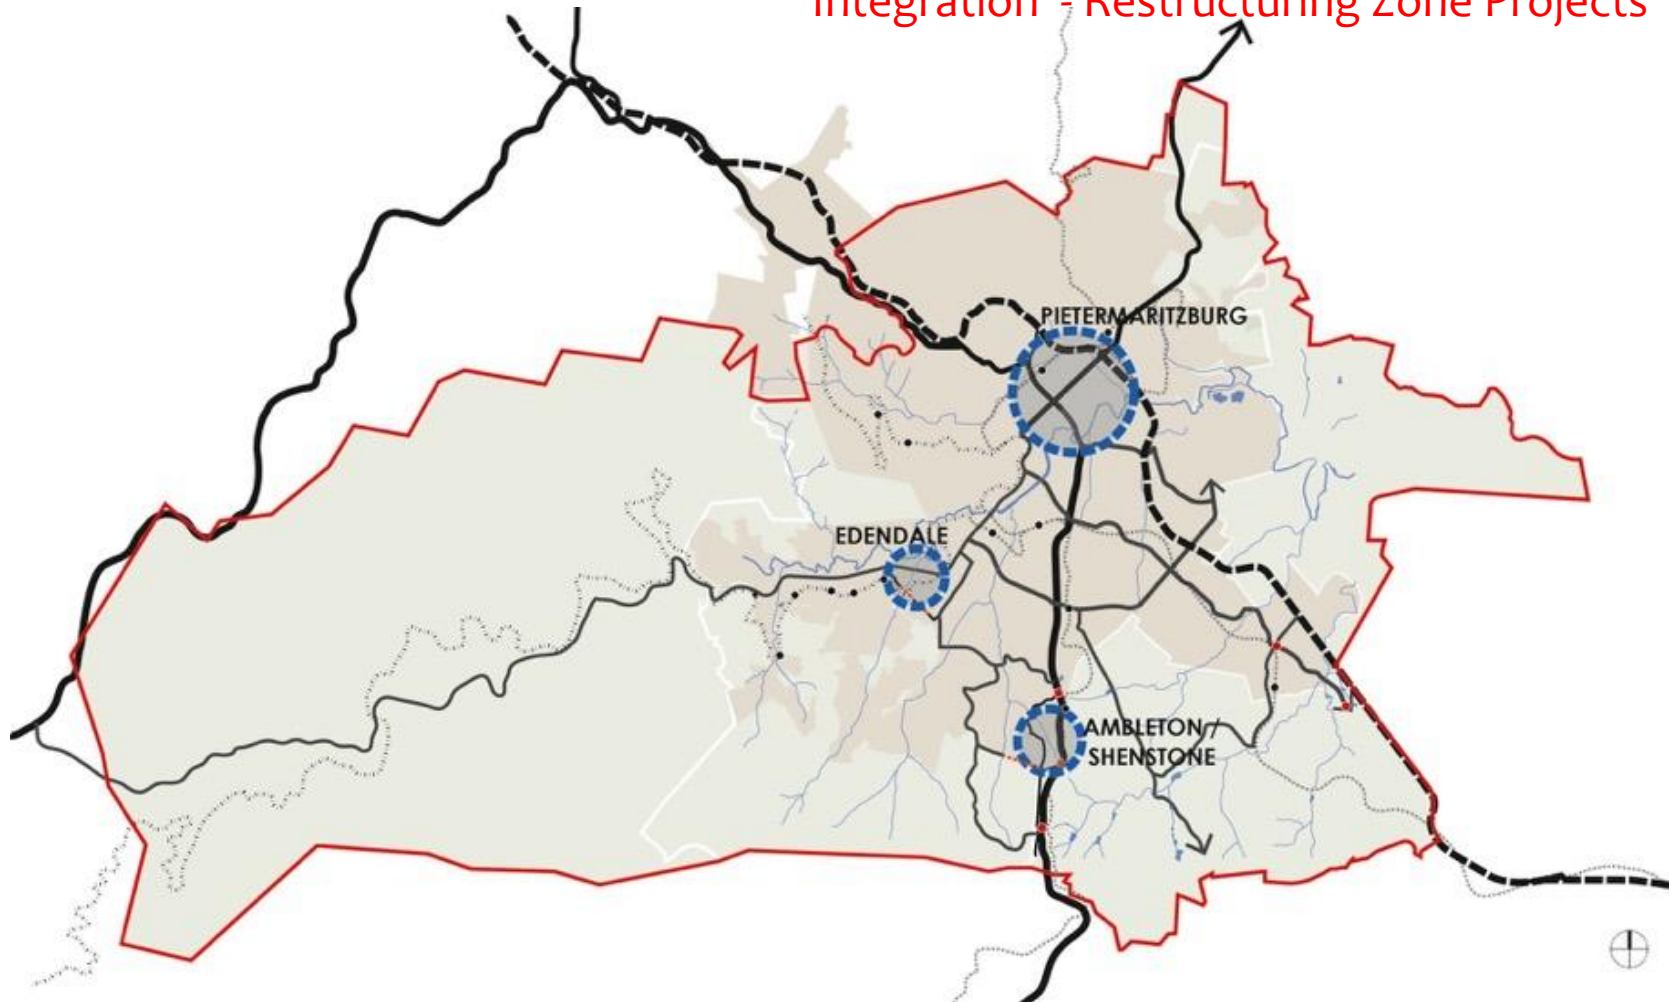 Integration - Restructuring Zone Projects
PIETERMARITZBURG
EDENDALE
AMBLETON /
SHENSTONE